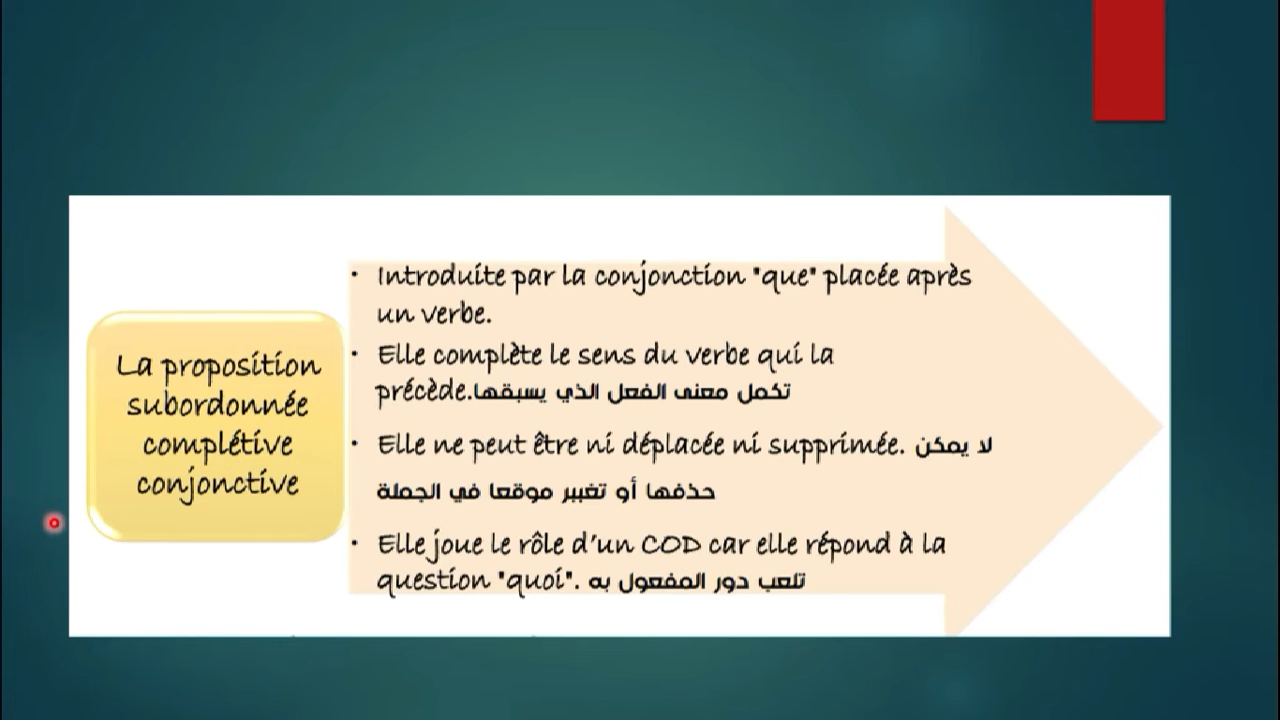 La proposition
subordonnée
complétive
conjonctive
• Introduite par la conjonction "que" placée après
un verbe.
• Elle complète le sens du verbe qui la
précède.تكمل معنى الفعل الذي يسبقها
• Elle ne peut être ni déplacée ni supprimée. لا يمكن
حذفها أو تغيير موقعا في الجملة
• Elle joue le rôle d'un COD car elle répond à la
question "quoi". تلعب دور المفعول به